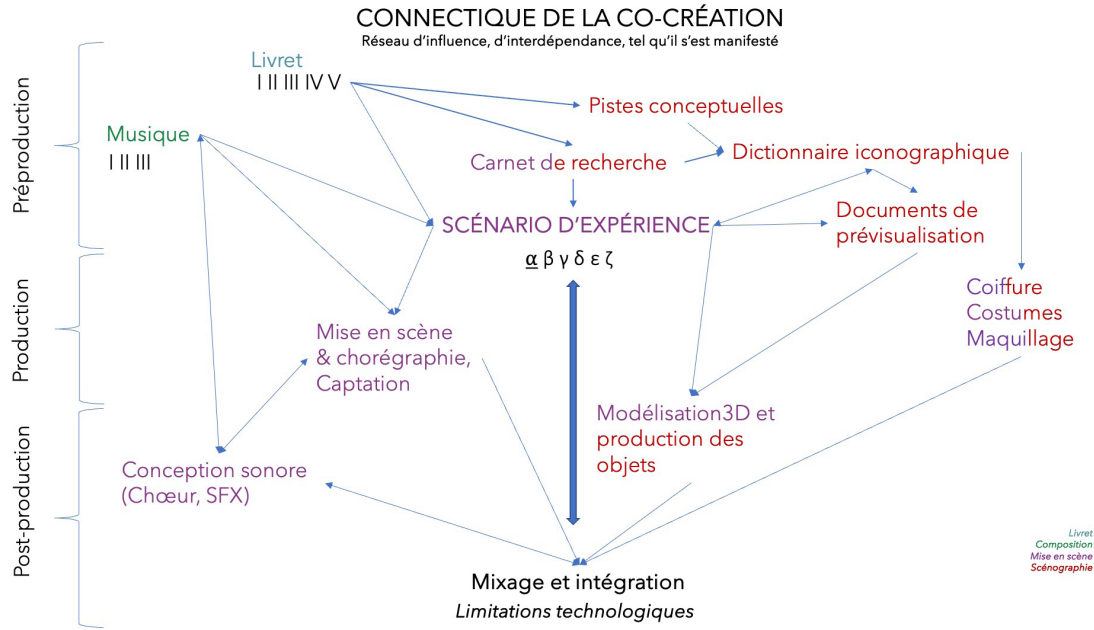 CONNECTIQUE DE LA CO-CRÉATION
Réseau d'influence, d'interdépendance, tel qu'il s'est manifesté
Préproduction
Livret
I II III IV V
Musique
I II III
Pistes conceptuelles
Carnet de recherche
Dictionnaire iconographique
SCÉNARIO D'EXPÉRIENCE
α β γ δ ε ζ
Documents de
prévisualisation
Production
Coiffure
Costumes
Maquillage
Mise en scène
& chorégraphie,
Captation
Post-production
Modélisation3D et
production des
objets
Conception sonore
(Chœur, SFX)
Mixage et intégration
Limitations technologiques
Livret
Composition
Mise en scène
Scénographie